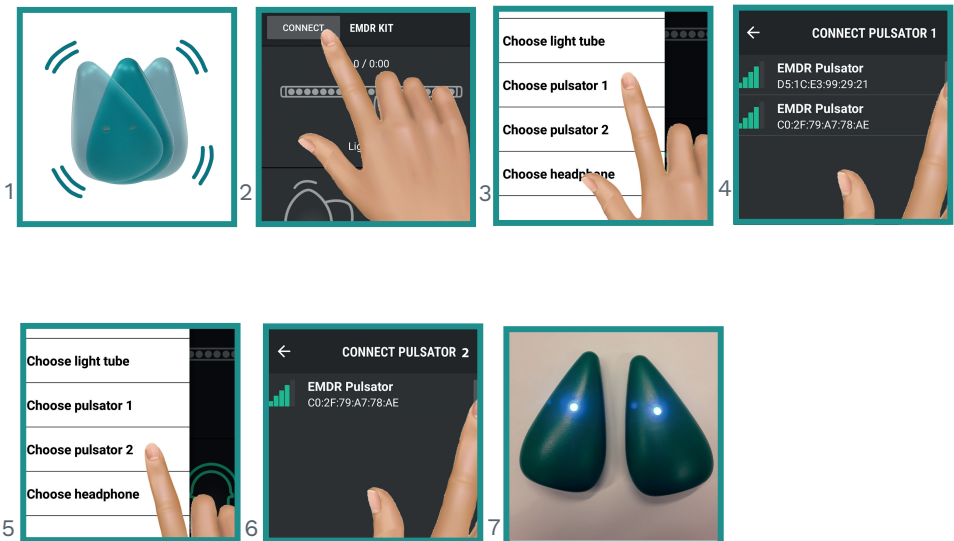 1
CONNECT EMDR KIT
0 / 0:00
Lig
2
Choose light tube
Choose pulsator 1
Choose pulsator 2
Choose headphone
3
CONNECT PULSATOR 1
EMDR Pulsator
D5:1C:E3:99:29:21
EMDR Pulsator
C0:2F:79:A7:78:AE
4
Choose light tube
Choose pulsator 1
Choose pulsator 2
Choose headphone
5
CONNECT PULSATOR 2
EMDR Pulsator
C0:2F:79:A7:78:AE
6
7